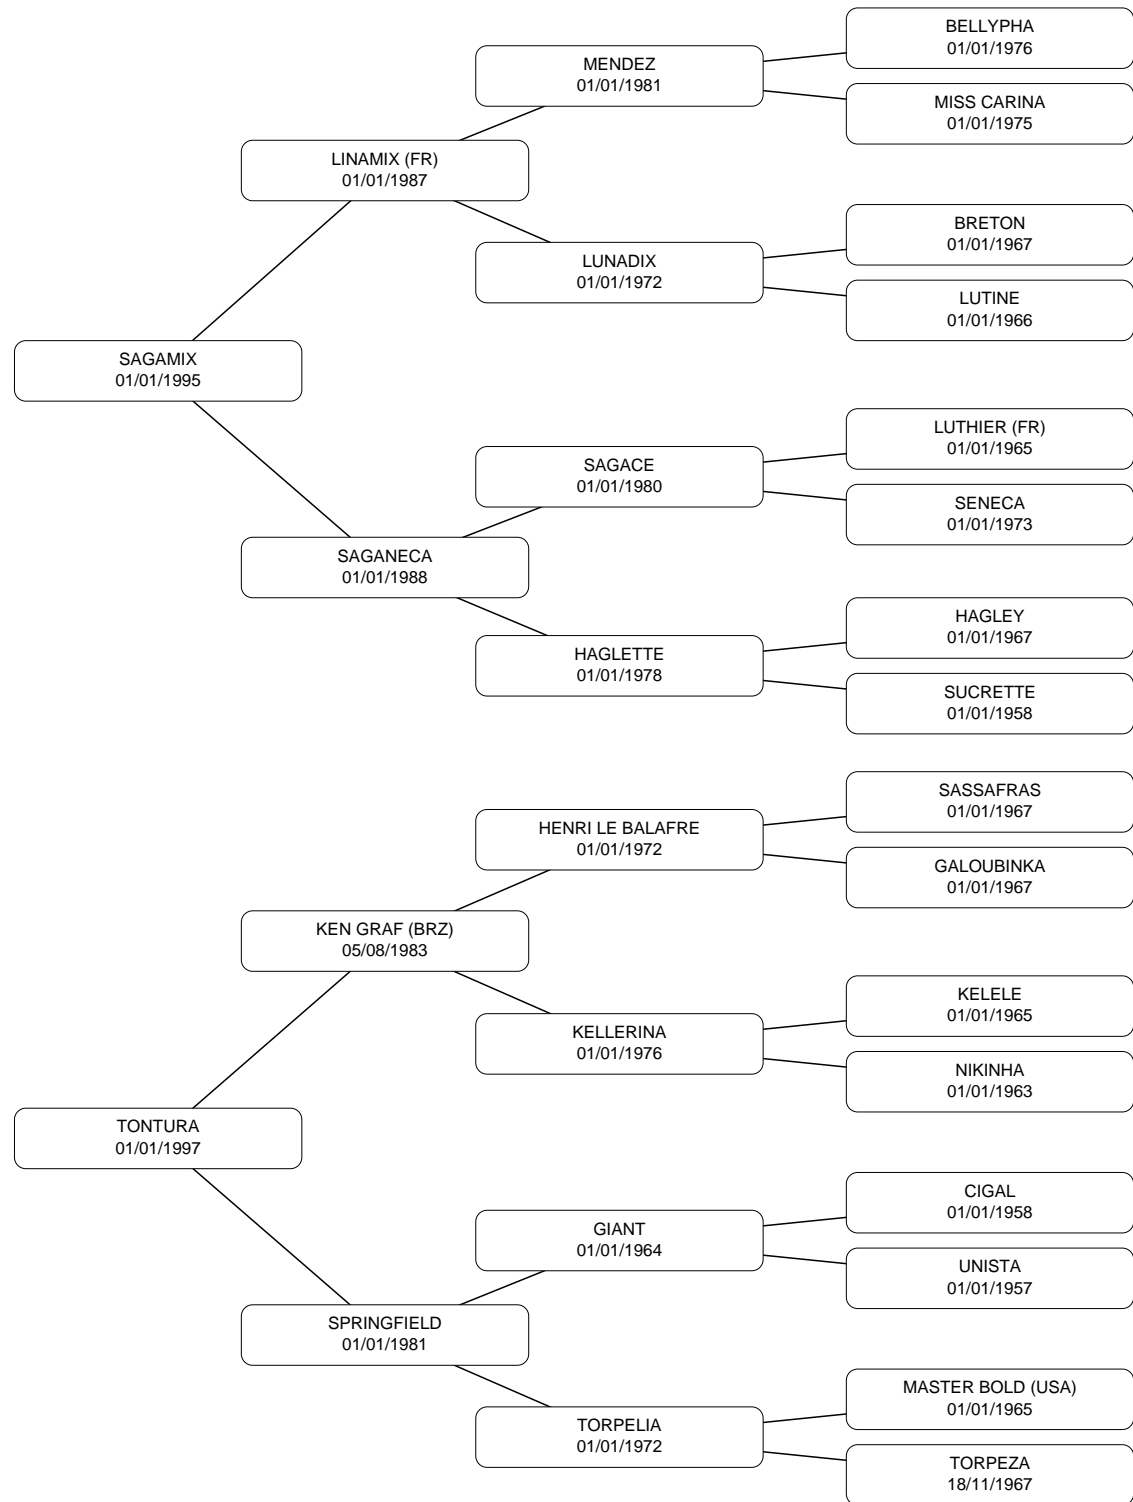 BELLYPHA
01/01/1976
MENDEZ
01/01/1981
MISS CARINA
01/01/1975
LINAMIX (FR)
01/01/1987
BRETON
01/01/1967
LUNADIX
01/01/1972
LUTINE
01/01/1966
SAGAMIX
01/01/1995
LUTHIER (FR)
01/01/1965
SAGACE
01/01/1980
SENECA
01/01/1973
SAGANECA
01/01/1988
HAGLEY
01/01/1967
HAGLETTE
01/01/1978
SUCRETTE
01/01/1958
SASSAFRAS
01/01/1967
HENRI LE BALAFRE
01/01/1972
GALOUBINKA
01/01/1967
KEN GRAF (BRZ)
05/08/1983
KELELE
01/01/1965
KELLERINA
01/01/1976
NIKINHA
01/01/1963
TONTURA
01/01/1997
CIGAL
01/01/1958
GIANT
01/01/1964
UNISTA
01/01/1957
SPRINGFIELD
01/01/1981
MASTER BOLD (USA)
01/01/1965
TORPELIA
01/01/1972
TORPEZA
18/11/1967